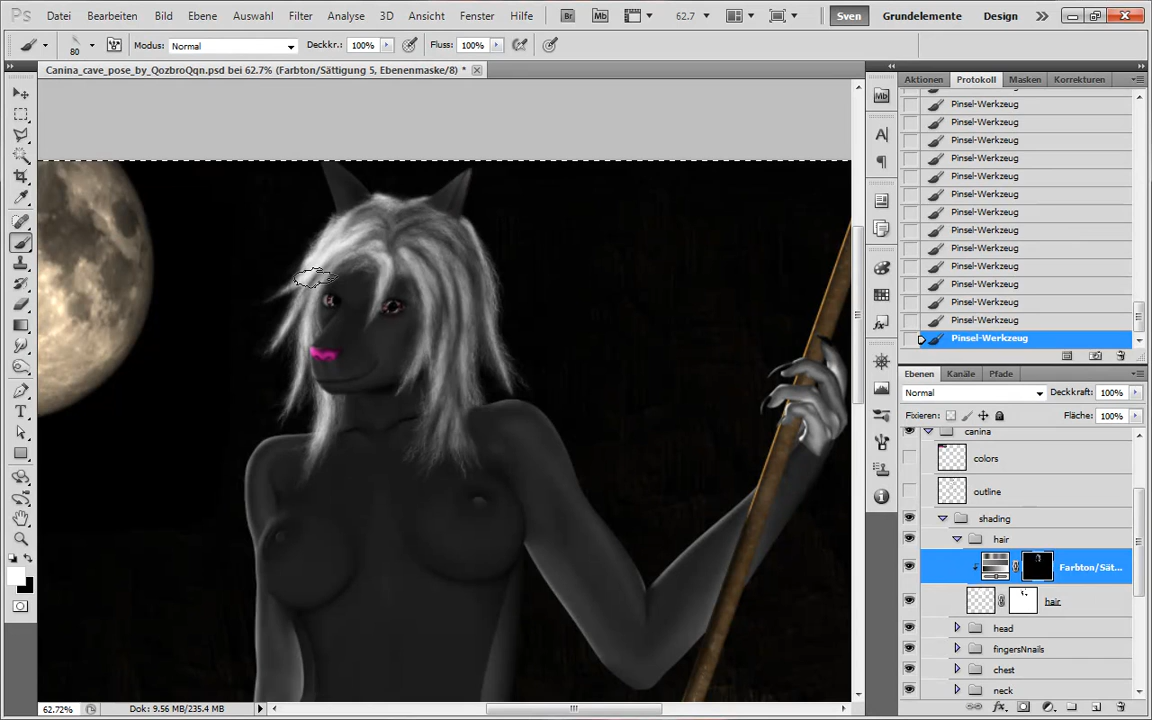 Ps Datei Bearbeiten Bild Ebene Auswahl Filter Analyse 3D Ansicht Fenster Hilfe Br Mb 62.7 Sven Grundelemente Design
80 Modus: Normal Deckkr.: 100% Fluss: 100%
Canina_cave_pose_by_QozbroQqn.psd bei 62.7% (Farbton/Sättigung 5, Ebenenmaske/8) *
Aktionen Protokoll Masken Korrekturen
Pinsel-Werkzeug
Pinsel-Werkzeug
Pinsel-Werkzeug
Pinsel-Werkzeug
Pinsel-Werkzeug
Pinsel-Werkzeug
Pinsel-Werkzeug
Pinsel-Werkzeug
Pinsel-Werkzeug
Pinsel-Werkzeug
Pinsel-Werkzeug
Pinsel-Werkzeug
Pinsel-Werkzeug
Pinsel-Werkzeug
Ebenen Kanäle Pfade
Normal Deckkraft: 100%
Fixieren: Fläche: 100%
canina
colors
outline
shading
hair
Farbton/Sät...
hair
head
fingersNnails
chest
neck
62.72% Dok: 9.56 MB/235.4 MB